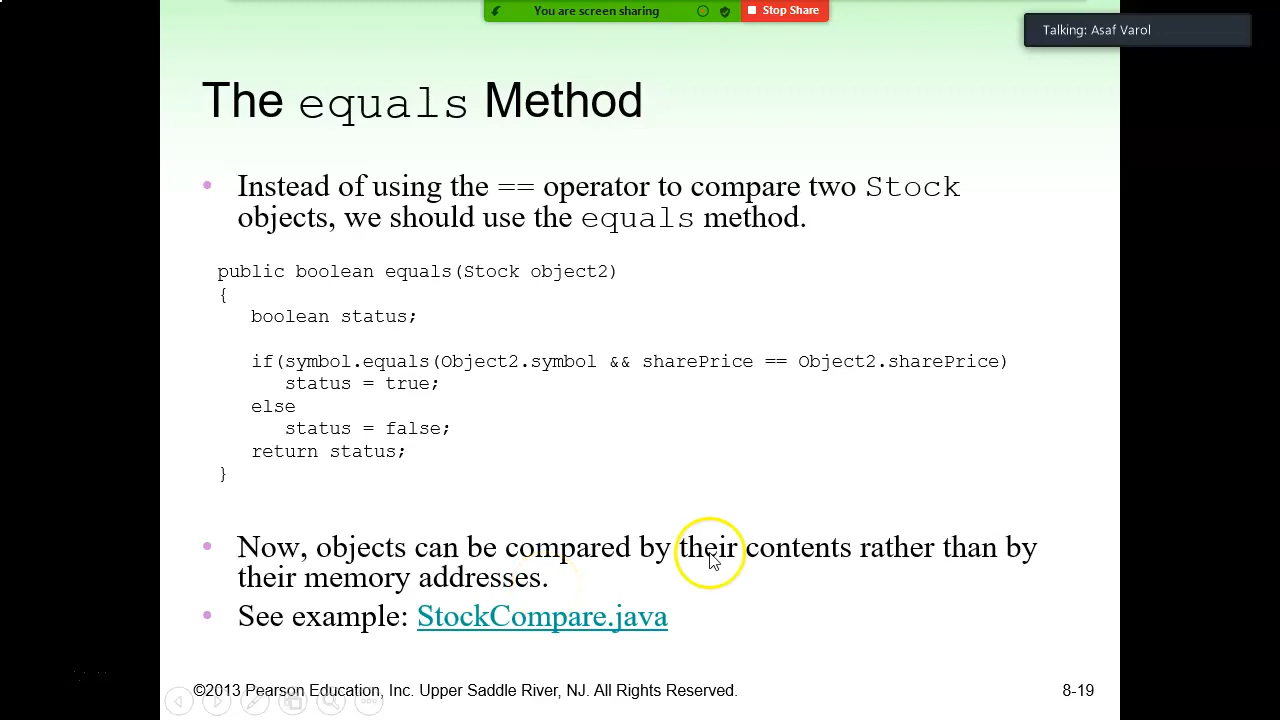 You are screen sharing
Stop Share
Talking: Asaf Varol
The equals Method
• Instead of using the == operator to compare two Stock
objects, we should use the equals method.
public boolean equals(Stock object2)
{
boolean status;
if(symbol.equals(Object2.symbol && sharePrice == Object2.sharePrice)
status = true;
else
status = false;
return status;
}
• Now, objects can be compared by their contents rather than by
their memory addresses.
• See example: StockCompare.java
©2013 Pearson Education, Inc. Upper Saddle River, NJ. All Rights Reserved.
8-19